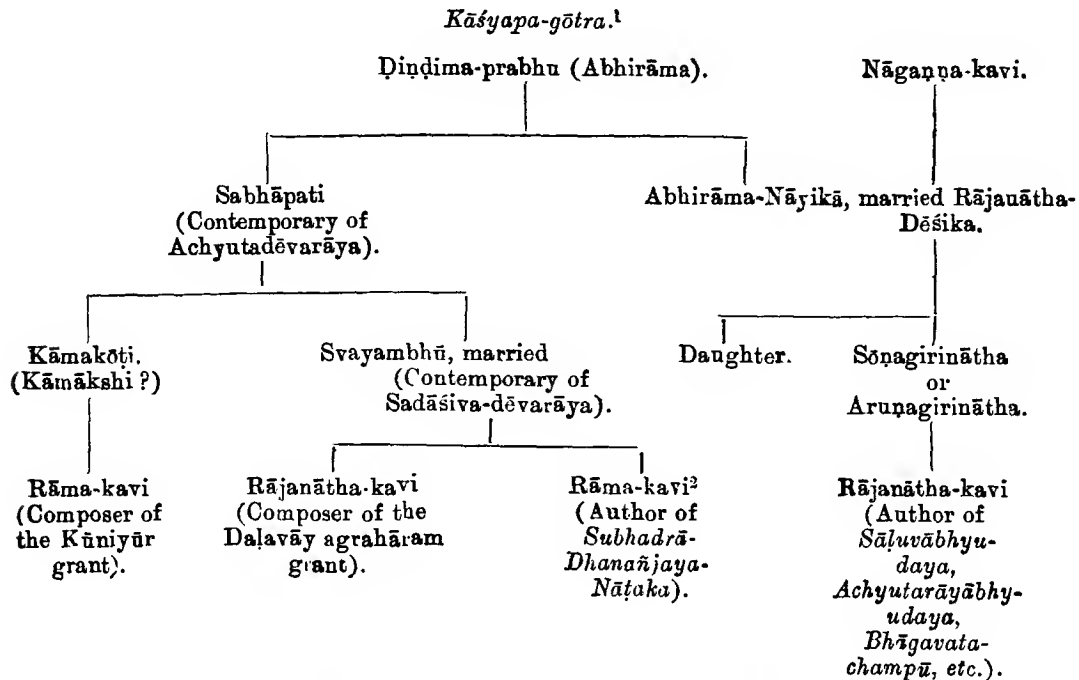 Kāśyapa-gōtra.¹
Ḍiṇḍima-prabhu (Abhirāma).
Nāgaṇṇa-kavi.
Sabhāpati
(Contemporary of
Achyutadēvarāya).
Abhirāma-Nāyikā, married Rājanātha-
Dēśika.
Kāmakōṭi.
(Kāmākshi ?)
Svayambhū, married
(Contemporary of
Sadāśiva-dēvarāya).
Daughter.
Sōṇagirinātha
or
Aruṇagirinātha.
Rāma-kavi
(Composer of
the Kūniyūr
grant).
Rājanātha-kavi
(Composer of the
Daḷavāy agrahāram
grant).
Rāma-kavi²
(Author of
Subhadrā-
Dhanañjaya-
Nāṭaka).
Rājanātha-kavi
(Author of
Sāḷuvābhyu-
daya,
Achyutarāyābhy-
udaya,
Bhāgavata-
champū, etc.).